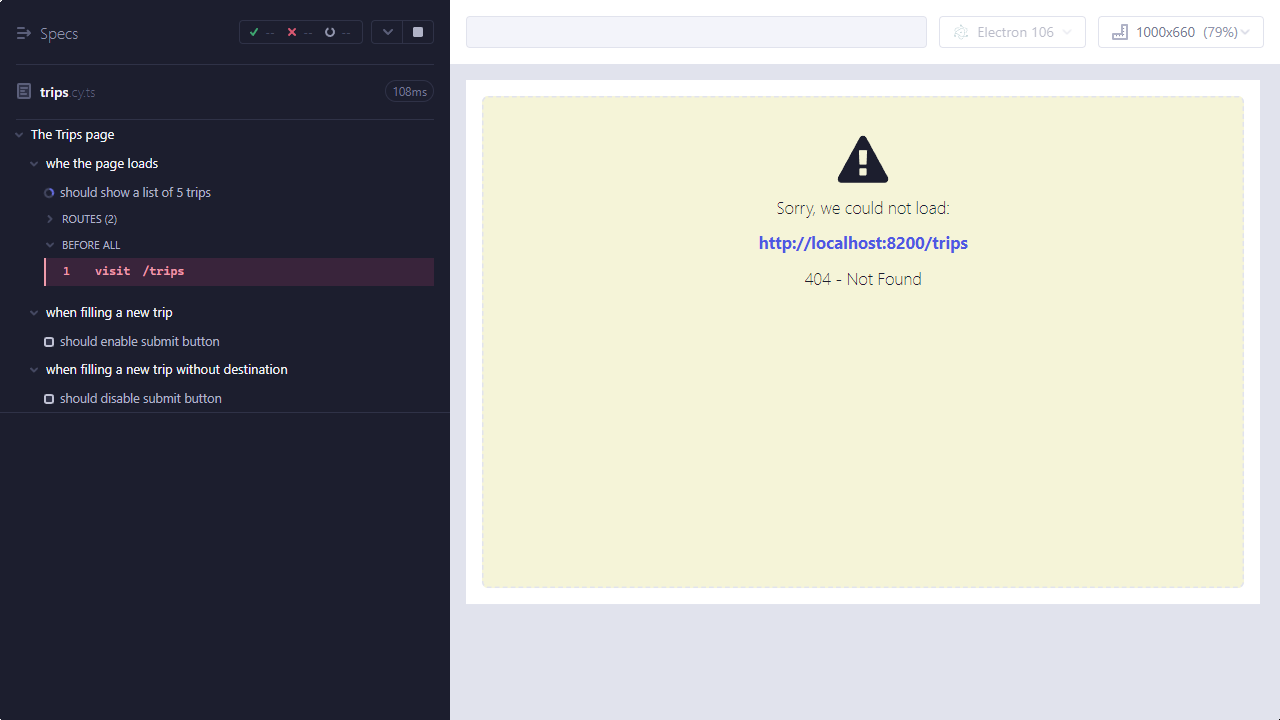 Specs
-- -- --
Electron 106
1000x660 (79%)
trips.cy.ts
108ms
The Trips page
whe the page loads
should show a list of 5 trips
ROUTES (2)
BEFORE ALL
1 visit /trips
when filling a new trip
should enable submit button
when filling a new trip without destination
should disable submit button
Sorry, we could not load:
http://localhost:8200/trips
404 - Not Found